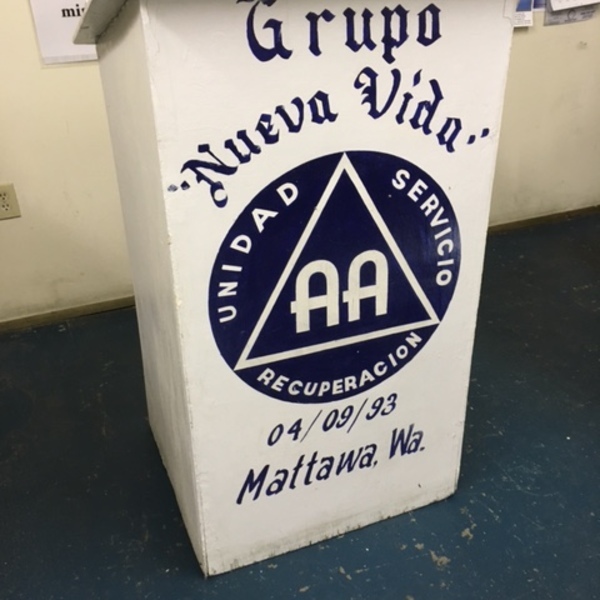 Grupo
"Nueva Vida"
UNIDAD
SERVICIO
AA
RECUPERACION
04/09/93
Mattawa, Wa.